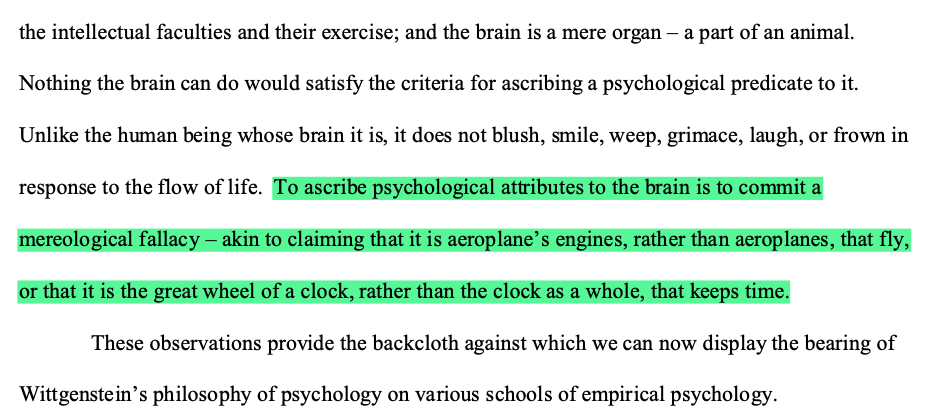 the intellectual faculties and their exercise; and the brain is a mere organ – a part of an animal.
Nothing the brain can do would satisfy the criteria for ascribing a psychological predicate to it.
Unlike the human being whose brain it is, it does not blush, smile, weep, grimace, laugh, or frown in
response to the flow of life.  To ascribe psychological attributes to the brain is to commit a
mereological fallacy – akin to claiming that it is aeroplane’s engines, rather than aeroplanes, that fly,
or that it is the great wheel of a clock, rather than the clock as a whole, that keeps time.
These observations provide the backcloth against which we can now display the bearing of
Wittgenstein’s philosophy of psychology on various schools of empirical psychology.